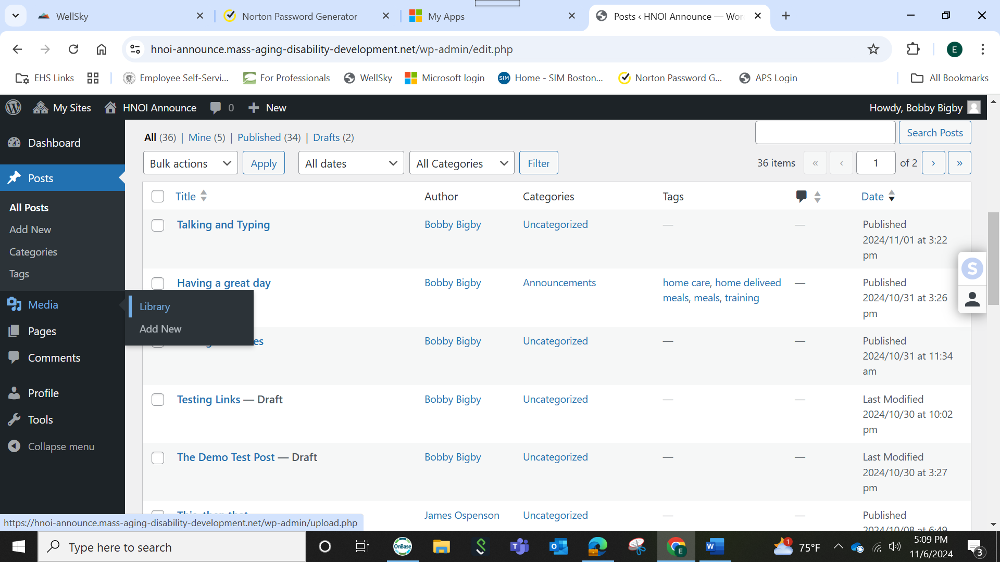 WellSky
Norton Password Generator
My Apps
Posts ‹ HNOI Announce — Wor
hnoi-announce.mass-aging-disability-development.net/wp-admin/edit.php
E
EHS Links
Employee Self-Servi...
For Professionals
WellSky
Microsoft login
SIM
Home - SIM Boston...
Norton Password G...
APS Login
All Bookmarks
My Sites
HNOI Announce
0
New
Howdy, Bobby Bigby
Dashboard
Posts
All Posts
Add New
Categories
Tags
Media
Library
Add New
Pages
Comments
Profile
Tools
Collapse menu
All (36) | Mine (5) | Published (34) | Drafts (2)
Search Posts
Bulk actions
Apply
All dates
All Categories
Filter
36 items « ‹ 1 of 2 › »
Title Author Categories Tags Date
Talking and Typing Bobby Bigby Uncategorized — — Published
2024/11/01 at 3:22
pm
Having a great day Bobby Bigby Announcements home care, home deliveed — Published
meals, meals, training 2024/10/31 at 3:26
pm
es Bobby Bigby Uncategorized — — Published
2024/10/31 at 11:34
am
Testing Links — Draft Bobby Bigby Uncategorized — — Last Modified
2024/10/30 at 10:02
pm
The Demo Test Post — Draft Bobby Bigby Uncategorized — — Last Modified
2024/10/30 at 3:27
pm
James Ospenson Uncategorized — — Published
2024/10/08 at 6:49
S
https://hnoi-announce.mass-aging-disability-development.net/wp-admin/upload.php
Type here to search
OnBase
E
1
75°F
5:09 PM
11/6/2024
3